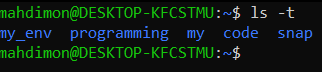 mahdimon@DESKTOP-KFCSTMU:~$ ls -t
my_env programming my code snap
mahdimon@DESKTOP-KFCSTMU:~$